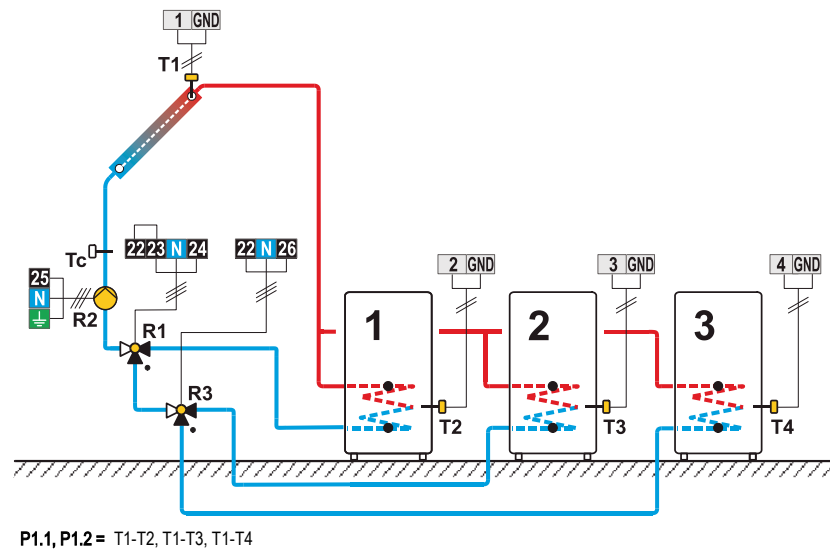 1 GND
T1
22 23 N 24
22 N 26
Tc
25
N
R2
2 GND
3 GND
4 GND
R1
R3
1
2
3
T2
T3
T4
P1.1, P1.2 = T1-T2, T1-T3, T1-T4